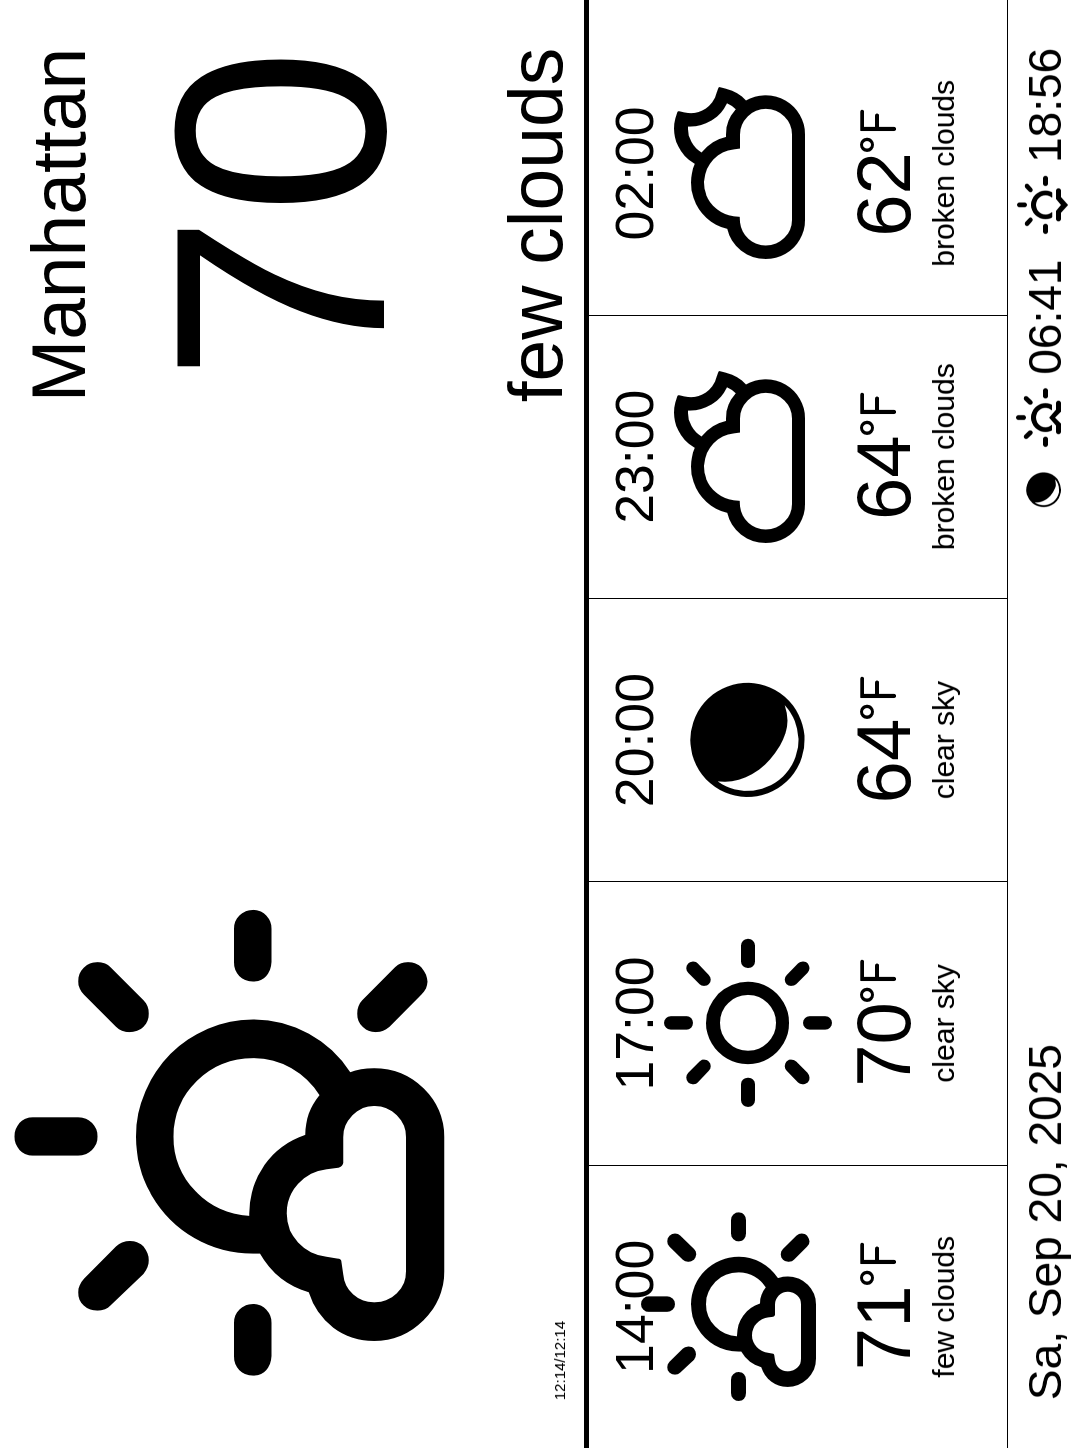 Manhattan
70
few clouds
12:14/12:14
14:00
71°F
few clouds
17:00
70°F
clear sky
20:00
64°F
clear sky
23:00
64°F
broken clouds
02:00
62°F
broken clouds
Sa, Sep 20, 2025
06:41
18:56